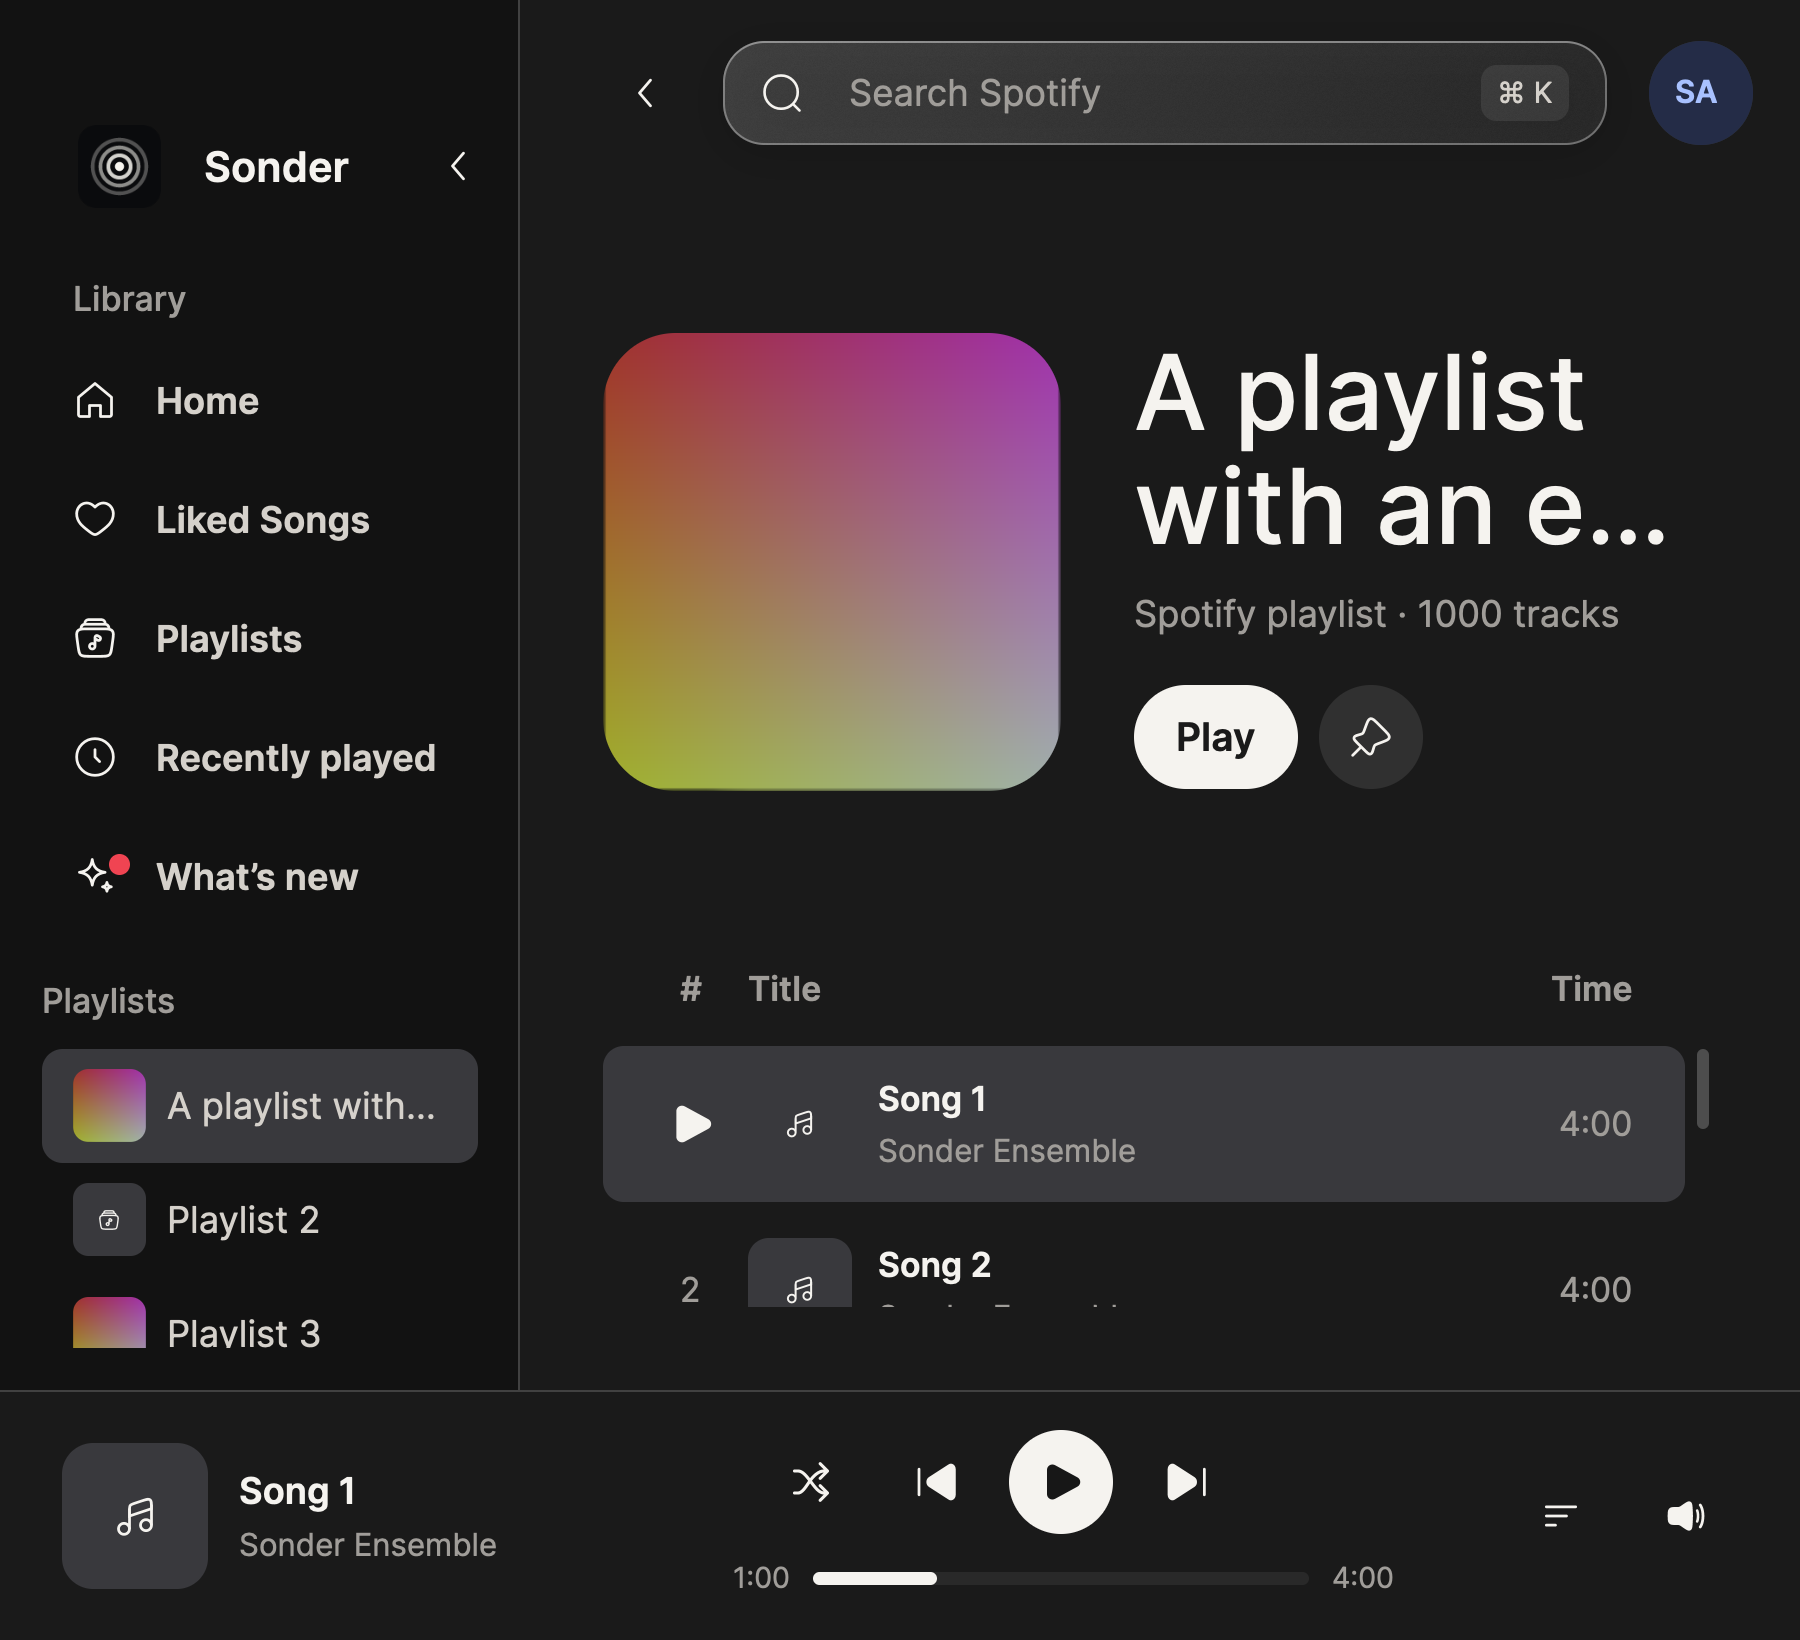 Search Spotify
⌘ K
SA
Sonder
Library
Home
Liked Songs
Playlists
Recently played
What’s new
Playlists
A playlist with...
Playlist 2
Playlist 3
A playlist
with an e...
Spotify playlist · 1000 tracks
Play
# Title Time
Song 1
Sonder Ensemble
4:00
2
Song 2
4:00
Song 1
Sonder Ensemble
1:00
4:00